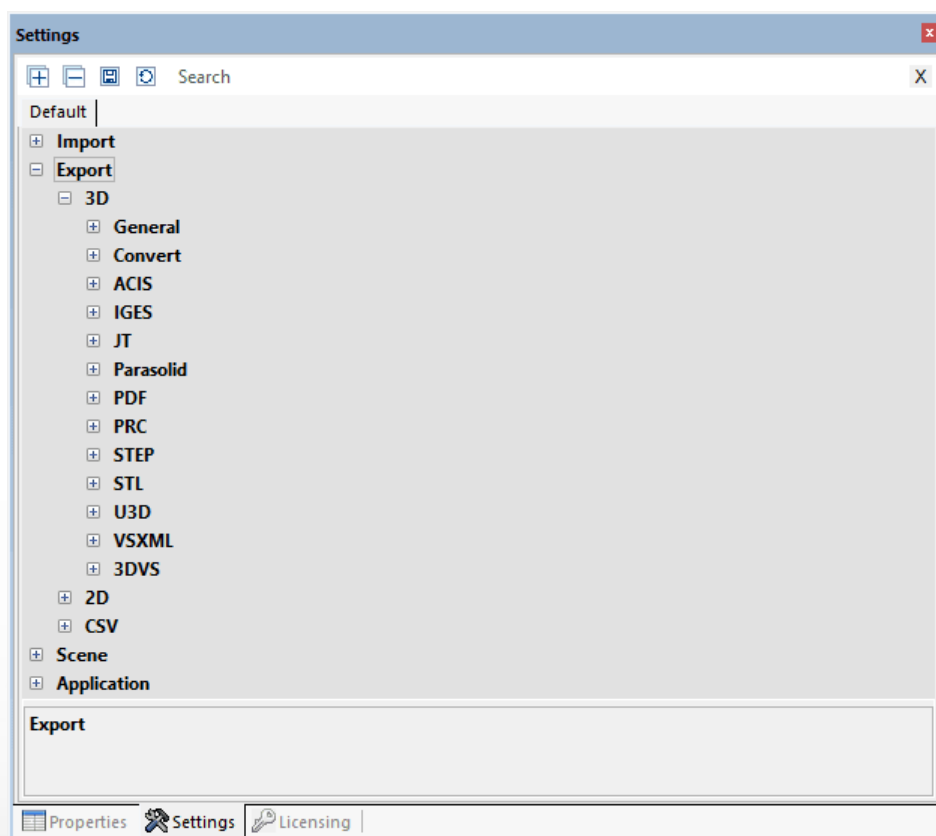 Settings
Search X
Default
Import
Export
3D
General
Convert
ACIS
IGES
JT
Parasolid
PDF
PRC
STEP
STL
U3D
VSXML
3DVS
2D
CSV
Scene
Application
Export
Properties Settings Licensing